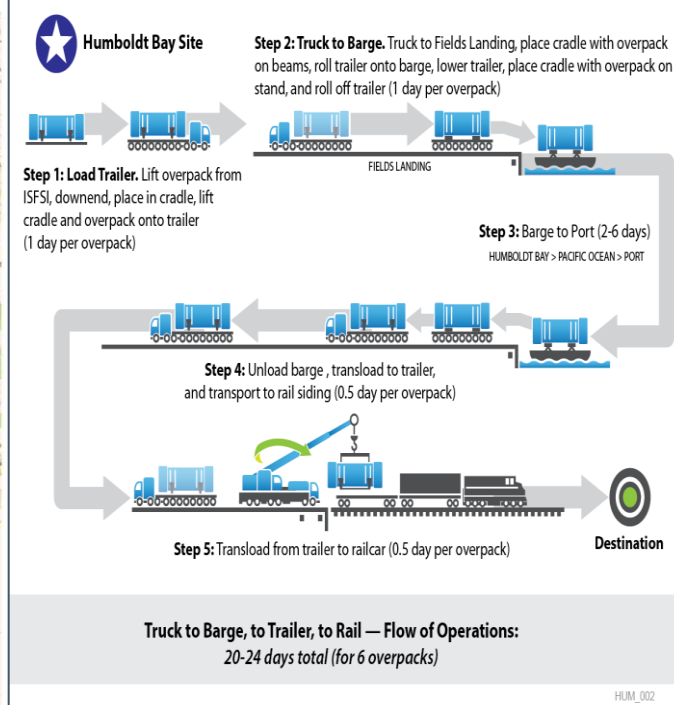 Humboldt Bay Site
Step 2: Truck to Barge. Truck to Fields Landing, place cradle with overpack
on beams, roll trailer onto barge, lower trailer, place cradle with overpack on
stand, and roll off trailer (1 day per overpack)
FIELDS LANDING
Step 1: Load Trailer. Lift overpack from
ISFSI, downend, place in cradle, lift
cradle and overpack onto trailer
(1 day per overpack)
Step 3: Barge to Port (2-6 days)
HUMBOLDT BAY > PACIFIC OCEAN > PORT
Step 4: Unload barge , transload to trailer,
and transport to rail siding (0.5 day per overpack)
Step 5: Transload from trailer to railcar (0.5 day per overpack)
Destination
Truck to Barge, to Trailer, to Rail — Flow of Operations:
20-24 days total (for 6 overpacks)
HUM_002